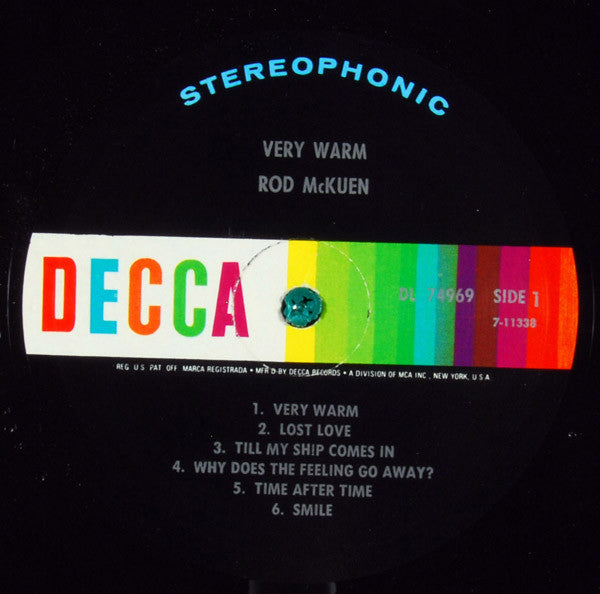 STEREOPHONIC
VERY WARM
ROD McKUEN
DECCA
DL 74969 SIDE 1
7-11338
REG. U.S. PAT. OFF. MARCA REGISTRADA • MFR'D BY DECCA RECORDS • A DIVISION OF MCA INC., NEW YORK, U.S.A.
1. VERY WARM
2. LOST LOVE
3. TILL MY SHIP COMES IN
4. WHY DOES THE FEELING GO AWAY?
5. TIME AFTER TIME
6. SMILE